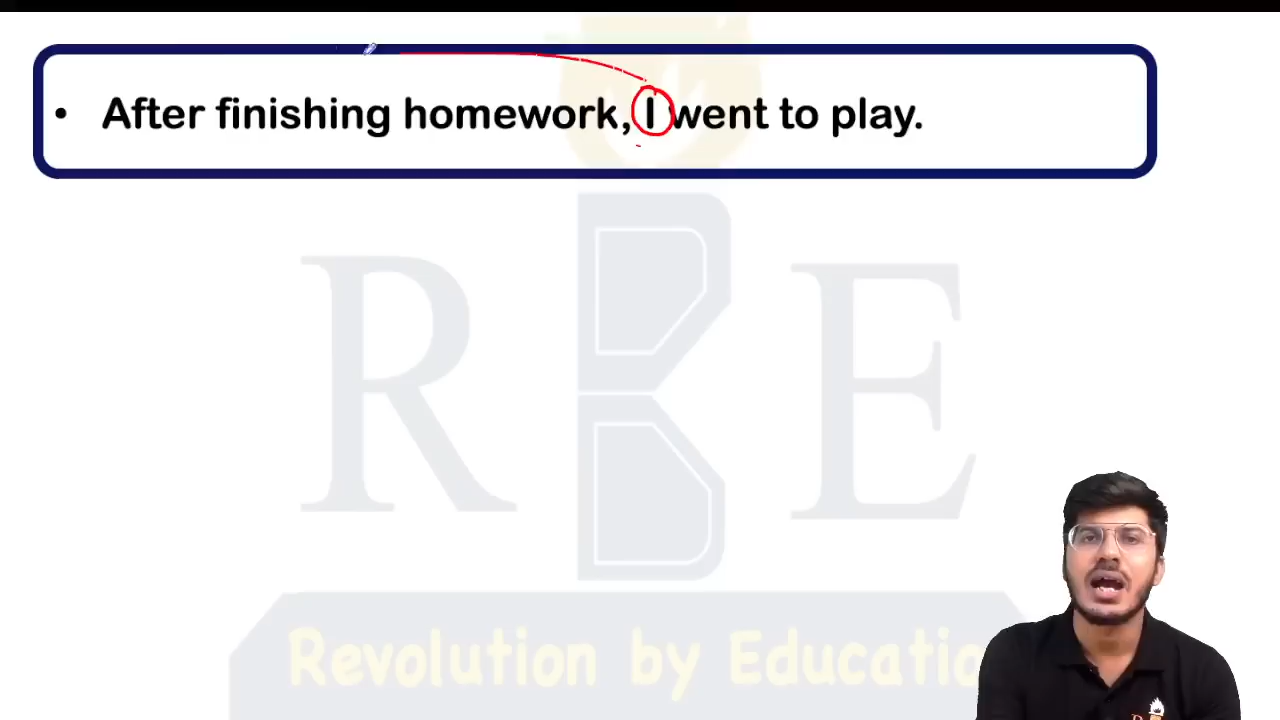 • After finishing homework, I went to play.
R B E
Revolution by Educatio